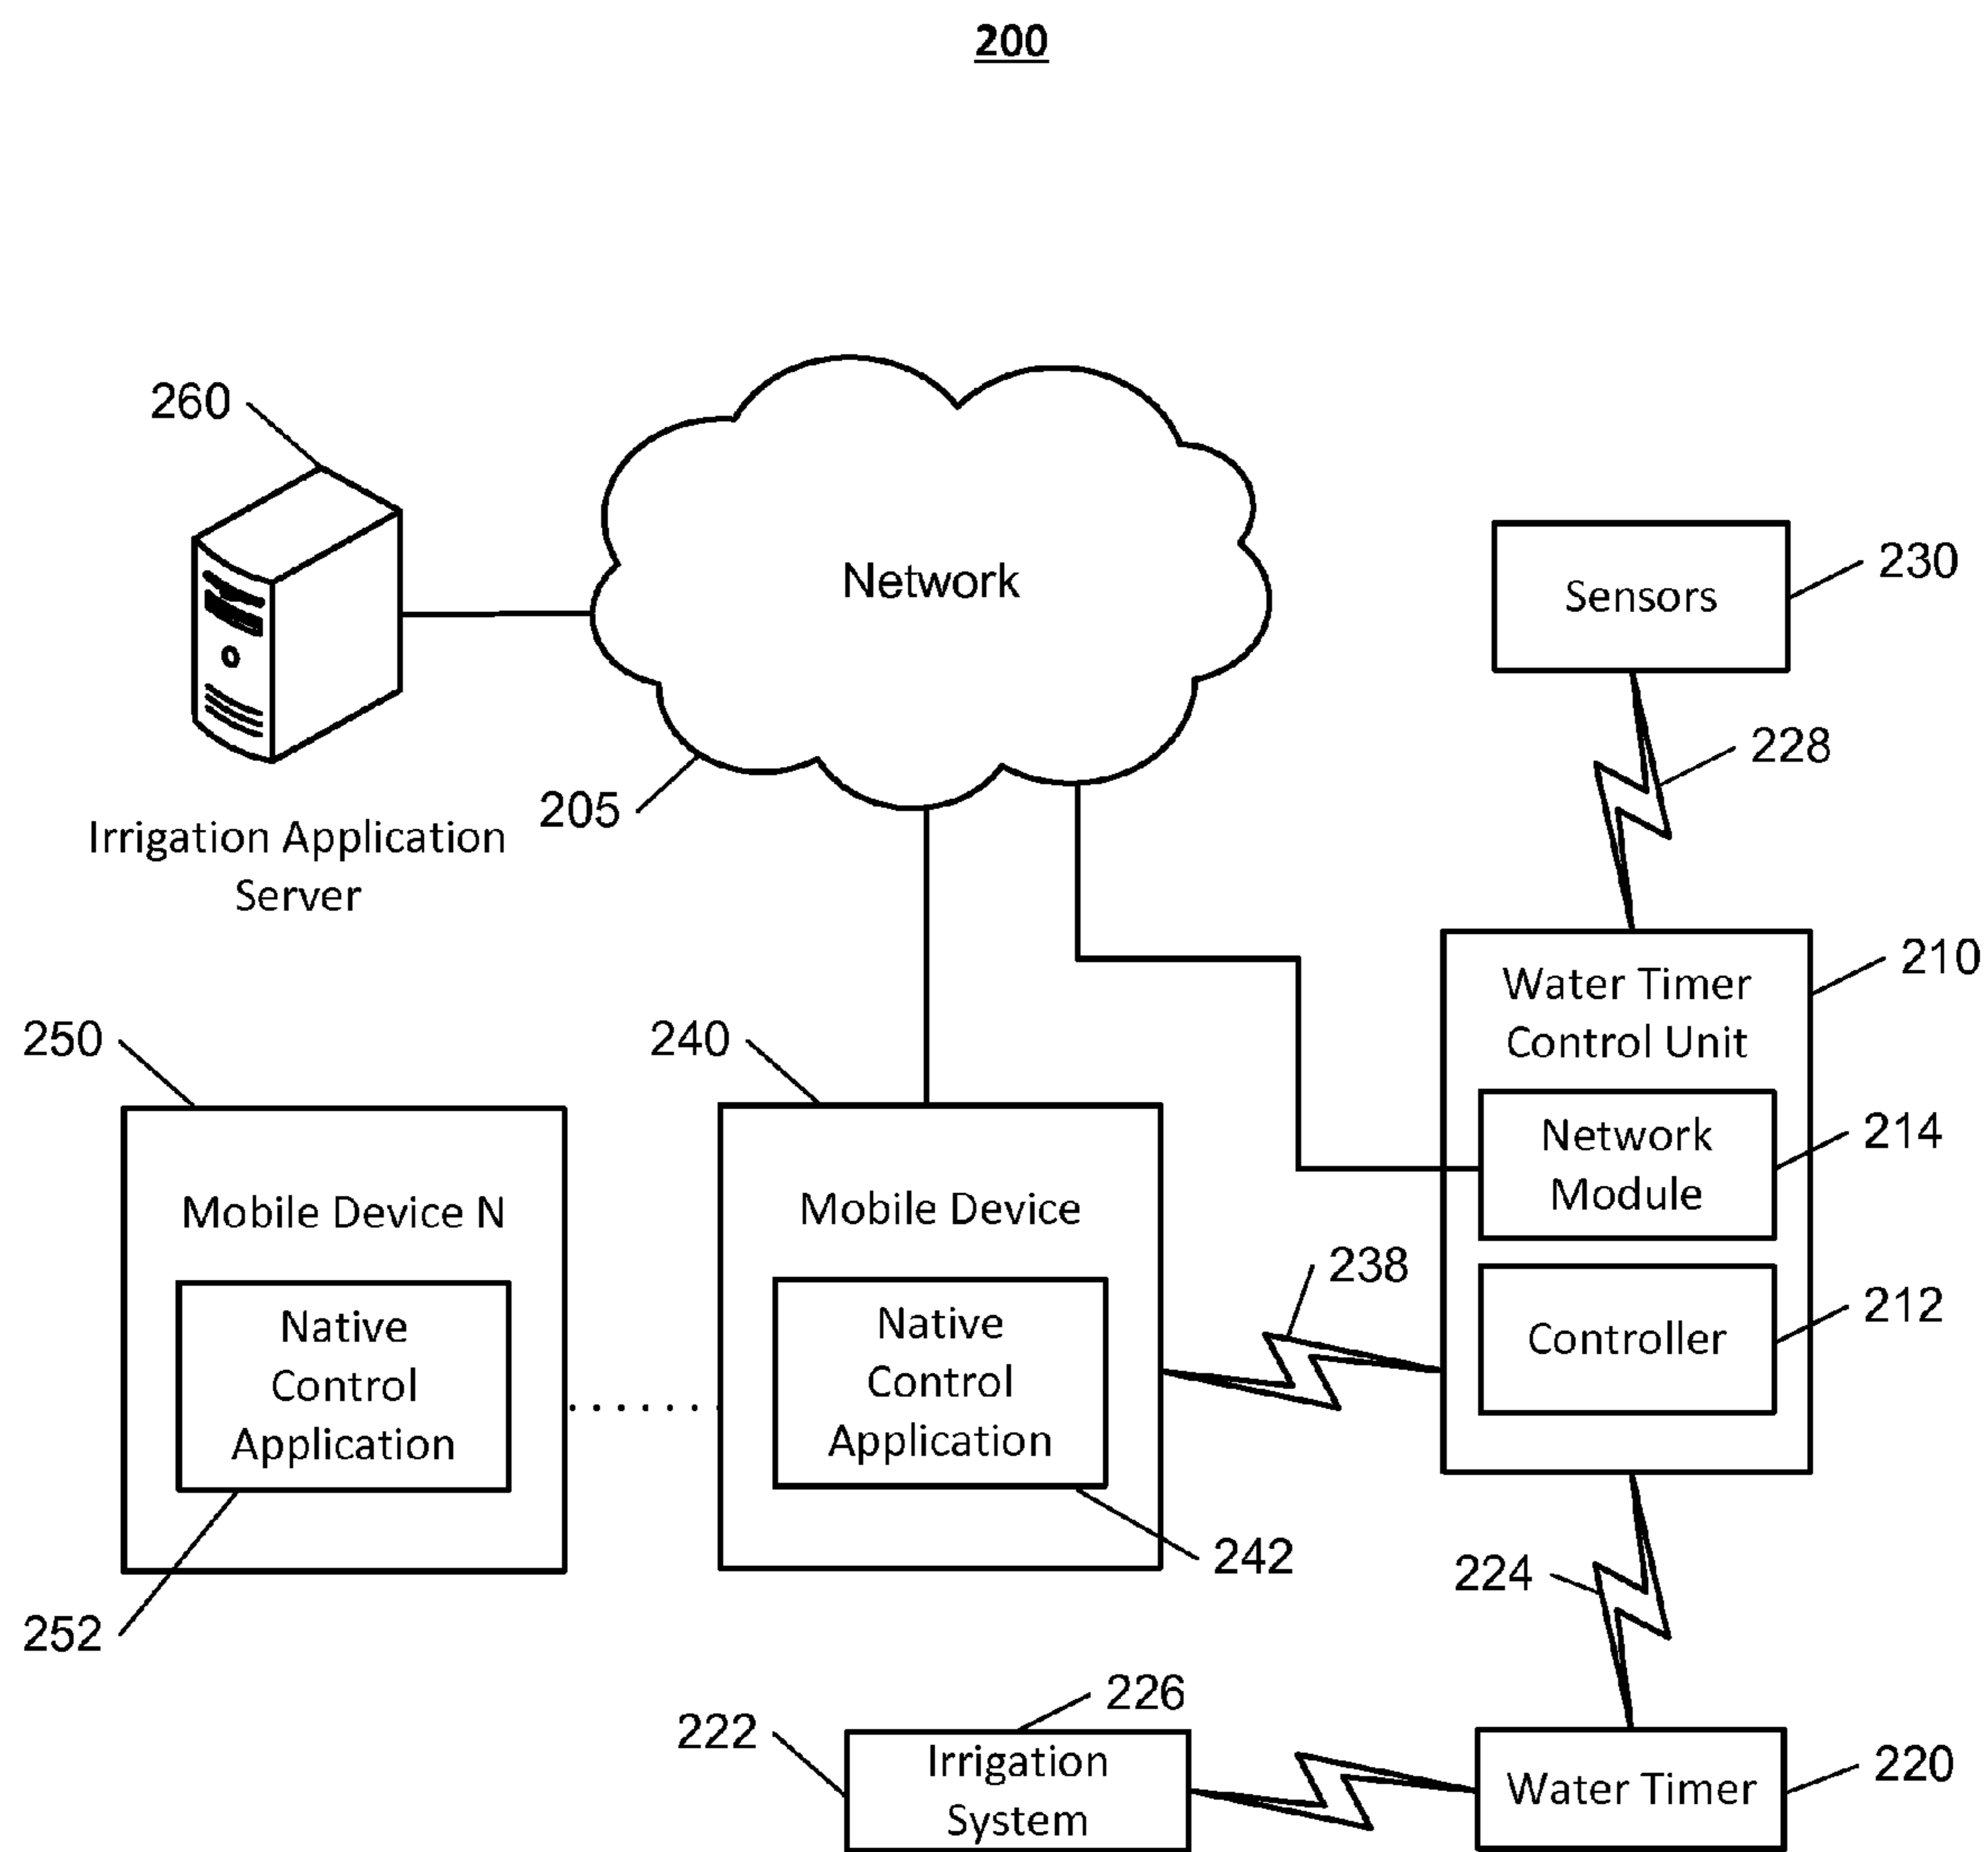 200
260
Network
230
Sensors
228
205
Irrigation Application
Server
210
Water Timer
Control Unit
250
240
214
Network
Module
Mobile Device N
Mobile Device
238
212
Controller
Native
Control
Application
Native
Control
Application
242
224
252
226
222
Irrigation
System
220
Water Timer